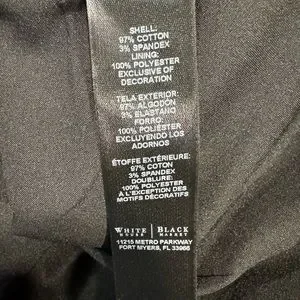 SHELL:
97% COTTON
3% SPANDEX
LINING:
100% POLYESTER
EXCLUSIVE OF
DECORATION
TELA EXTERIOR:
97% ALGODÓN
3% ELASTANO
FORRO:
100% POLIÉSTER
EXCLUYENDO LOS
ADORNOS
ÉTOFFE EXTÉRIEURE:
97% COTON
3% SPANDEX
DOUBLURE:
100% POLYESTER
À L'EXCEPTION DES
MOTIFS DÉCORATIFS
WHITE | BLACK
HOUSE | MARKET
11215 METRO PARKWAY
FORT MYERS, FL 33966